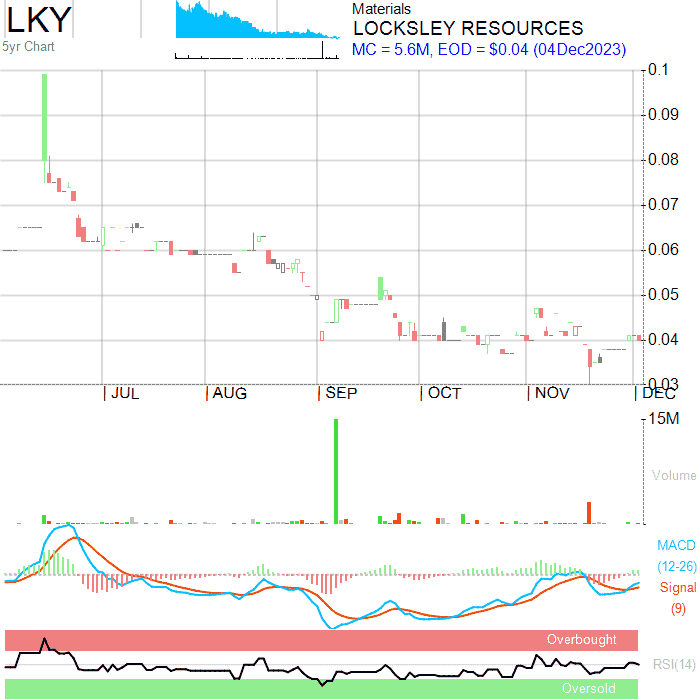 LKY
5yr Chart
Materials
LOCKSLEY RESOURCES
MC = 5.6M, EOD = $0.04 (04Dec2023)
0.1
0.09
0.08
0.07
0.06
0.05
0.04
0.03
JUL AUG SEP OCT NOV DEC
15M
Volume
MACD
(12-26)
Signal
(9)
Overbought
RSI(14)
Oversold